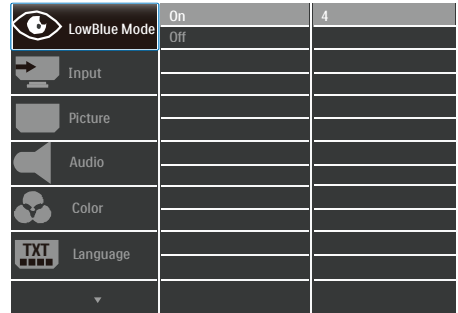 LowBlue Mode
On
4
Off
Input
Picture
Audio
Color
TXT
Language